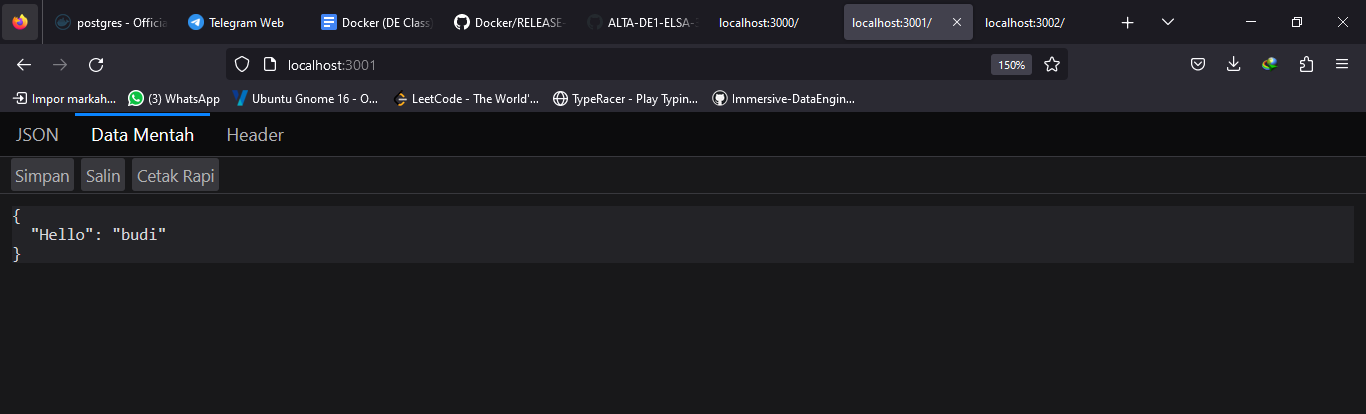 postgres - Officia
Telegram Web
Docker (DE Class
Docker/RELEASE-
ALTA-DE1-ELSA-
localhost:3000/
localhost:3001/
localhost:3002/
localhost:3001
150%
Impor markah...
(3) WhatsApp
Ubuntu Gnome 16 - O...
LeetCode - The World'...
TypeRacer - Play Typin...
Immersive-DataEngin...
JSON
Data Mentah
Header
Simpan
Salin
Cetak Rapi
{
"Hello": "budi"
}